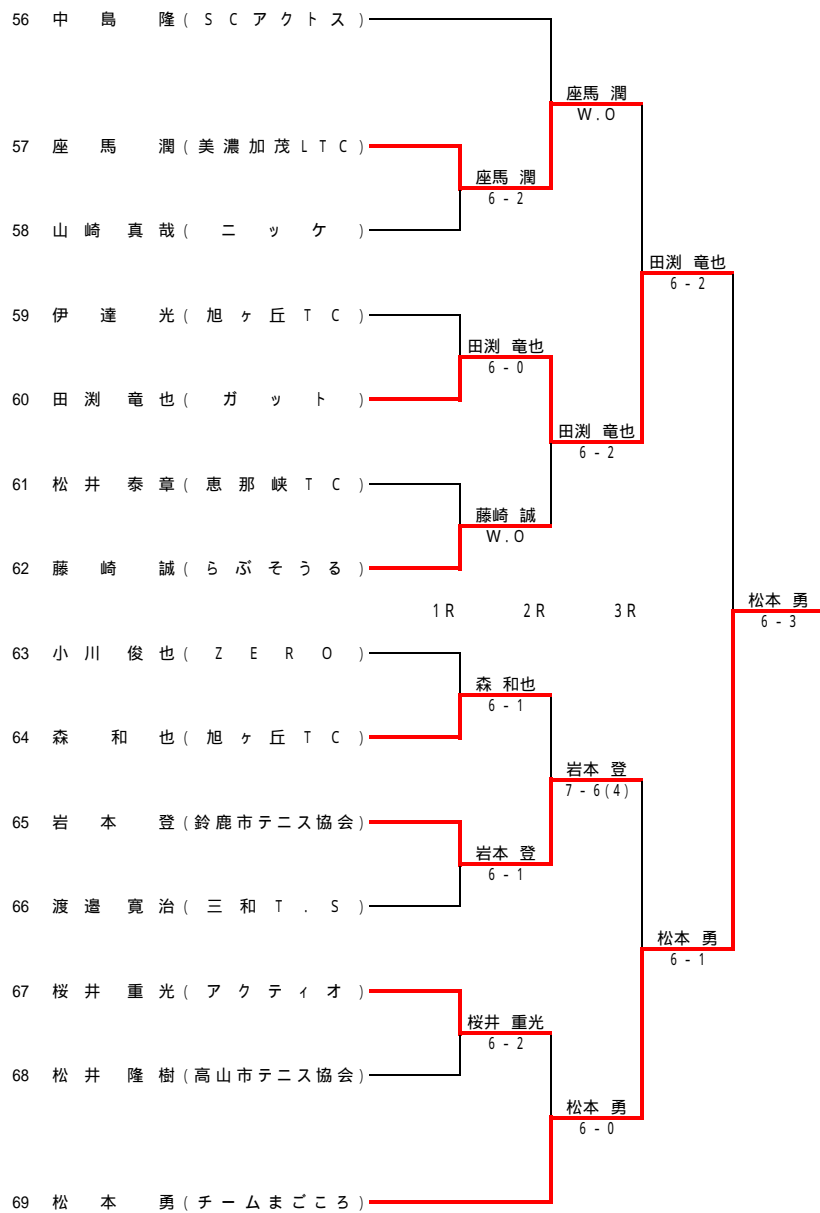 56 中島 隆(SCアクトス)
座馬 潤
W.O
57 座馬 潤(美濃加茂LTC)
座馬 潤
6-2
58 山崎 真哉(ニッケ)
田渕 竜也
6-2
59 伊達 光(旭ヶ丘TC)
田渕 竜也
6-0
60 田渕 竜也(ガット)
田渕 竜也
6-2
61 松井 泰章(恵那峡TC)
藤崎 誠
W.O
62 藤崎 誠(らぶそうる)
1R 2R 3R
松本 勇
6-3
63 小川 俊也(ZERO)
森 和也
6-1
64 森 和也(旭ヶ丘TC)
岩本 登
7-6(4)
65 岩本 登(鈴鹿市テニス協会)
岩本 登
6-1
66 渡邉 寛治(三和T.S)
松本 勇
6-1
67 桜井 重光(アクティオ)
桜井 重光
6-2
68 松井 隆樹(高山市テニス協会)
松本 勇
6-0
69 松本 勇(チームまごころ)